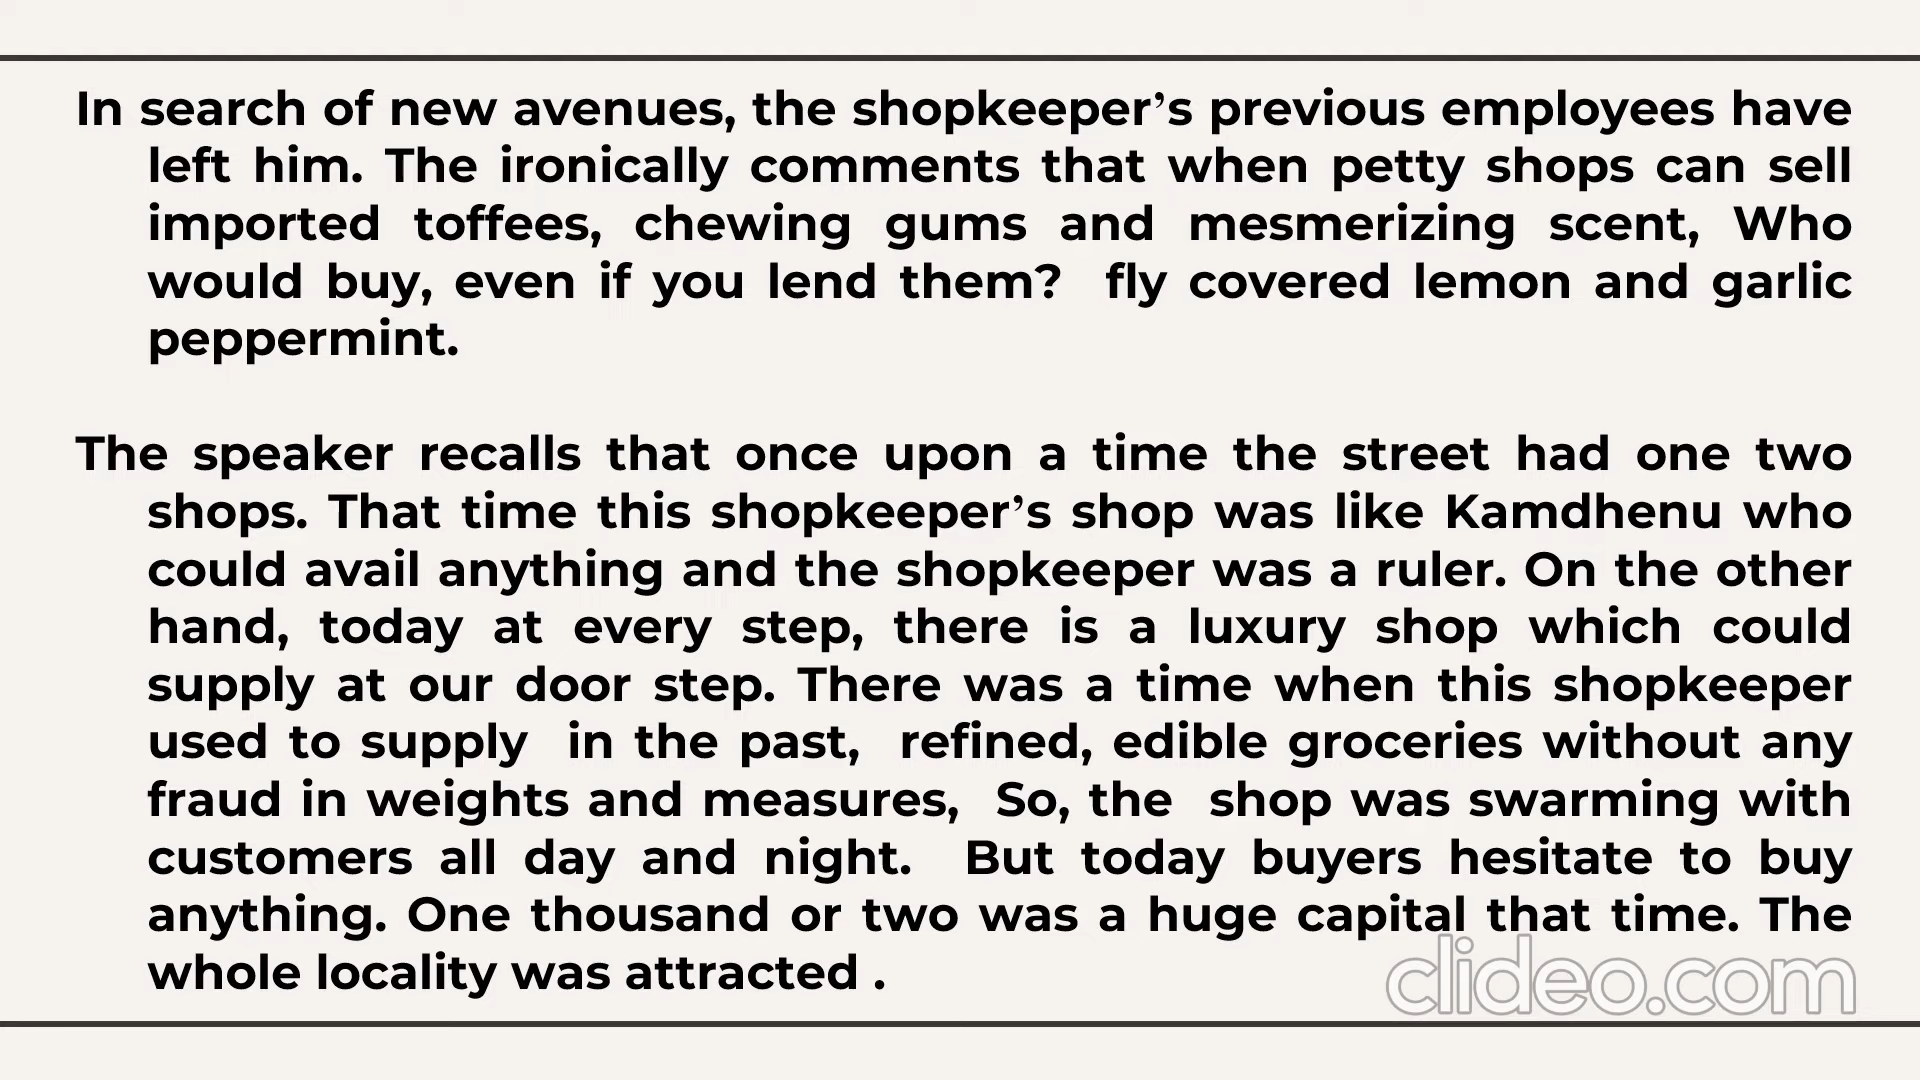 In search of new avenues, the shopkeeper’s previous employees have
left him. The ironically comments that when petty shops can sell
imported toffees, chewing gums and mesmerizing scent, Who
would buy, even if you lend them? fly covered lemon and garlic
peppermint.
The speaker recalls that once upon a time the street had one two
shops. That time this shopkeeper’s shop was like Kamdhenu who
could avail anything and the shopkeeper was a ruler. On the other
hand, today at every step, there is a luxury shop which could
supply at our door step. There was a time when this shopkeeper
used to supply in the past, refined, edible groceries without any
fraud in weights and measures, So, the shop was swarming with
customers all day and night. But today buyers hesitate to buy
anything. One thousand or two was a huge capital that time. The
whole locality was attracted .
clideo.com